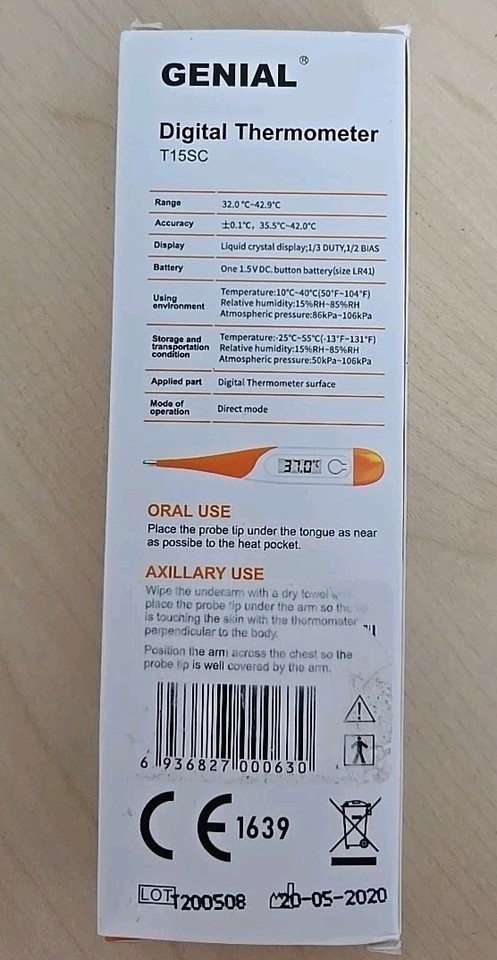 GENIAL®
Digital Thermometer
T15SC
Range 32.0 °C~42.9°C
Accuracy ±0.1°C, 35.5°C~42.0°C
Display Liquid crystal display;1/3 DUTY,1/2 BIAS
Battery One 1.5V DC. button battery(size LR41)
Using environment Temperature:10°C~40°C(50°F~104°F)
Relative humidity:15%RH~85%RH
Atmospheric pressure:86kPa~106kPa
Storage and transportation condition Temperature:-25°C~55°C(-13°F~131°F)
Relative humidity:15%RH~85%RH
Atmospheric pressure:50kPa~106kPa
Applied part Digital Thermometer surface
Mode of operation Direct mode
37.0°C
ORAL USE
Place the probe tip under the tongue as near
as possibe to the heat pocket.
AXILLARY USE
Wipe the underarm with a dry towel
place the probe tip under the arm so
is touching the skin with the thermometer
perpendicular to the body.
Position the arm across the chest so the
probe tip is well covered by the arm.
6 936827 000630
CE 1639
LOT T200508 20-05-2020